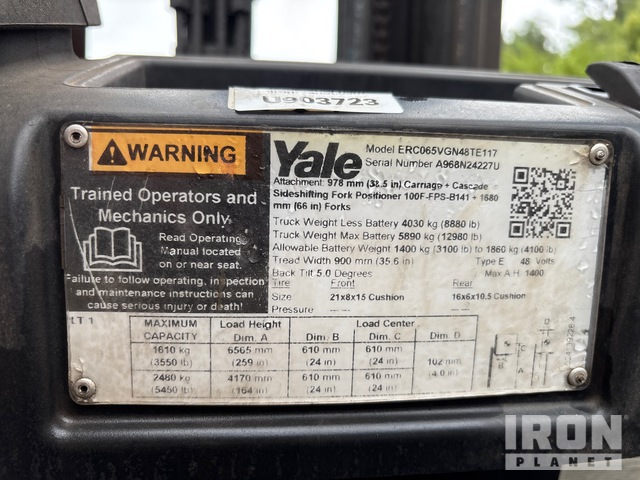 U903723
WARNING
Trained Operators and
Mechanics Only
Read Operating
Manual located
on or near seat.
Failure to follow operating, inspection
and maintenance instructions can
cause serious injury or death!
Yale
Model ERC065VGN48TE117
Serial Number A968N24227U
Attachment: 978 mm (38.5 in) Carriage + Cascade
Sideshifting Fork Positioner 100F-FPS-B141 + 1680
mm (66 in) Forks
Truck Weight Less Battery 4030 kg (8880 lb)
Truck Weight Max Battery 5890 kg (12980 lb)
Allowable Battery Weight 1400 kg (3100 lb) to 1860 kg (4100 lb)
Tread Width 900 mm (35.6 in) Type E 48 Volts
Back Tilt 5.0 Degrees Max A.H. 1400
Tire Front Rear
Size 21x8x15 Cushion 16x6x10.5 Cushion
Pressure ---- ----
LT 1
MAXIMUM CAPACITY Load Height Dim. A Load Center Dim. B Dim. C Dim. D
1610 kg (3550 lb) 6565 mm (259 in) 610 mm (24 in) 610 mm (24 in) 102 mm (4.0 in)
2480 kg (5450 lb) 4170 mm (164 in) 610 mm (24 in) 610 mm (24 in)
IRON
PLANET